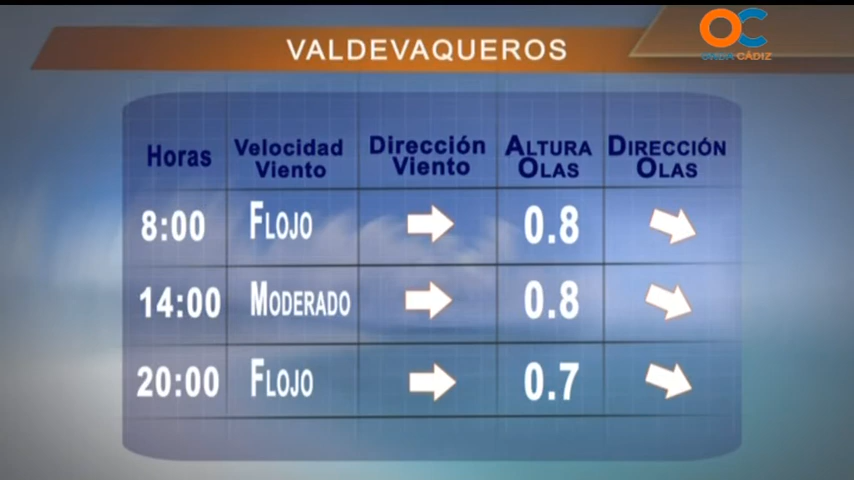 OC
ONDA CÁDIZ
VALDEVAQUEROS
Horas Velocidad Viento Dirección Viento ALTURA OLAS DIRECCIÓN OLAS
8:00 FLOJO 0.8
14:00 MODERADO 0.8
20:00 FLOJO 0.7